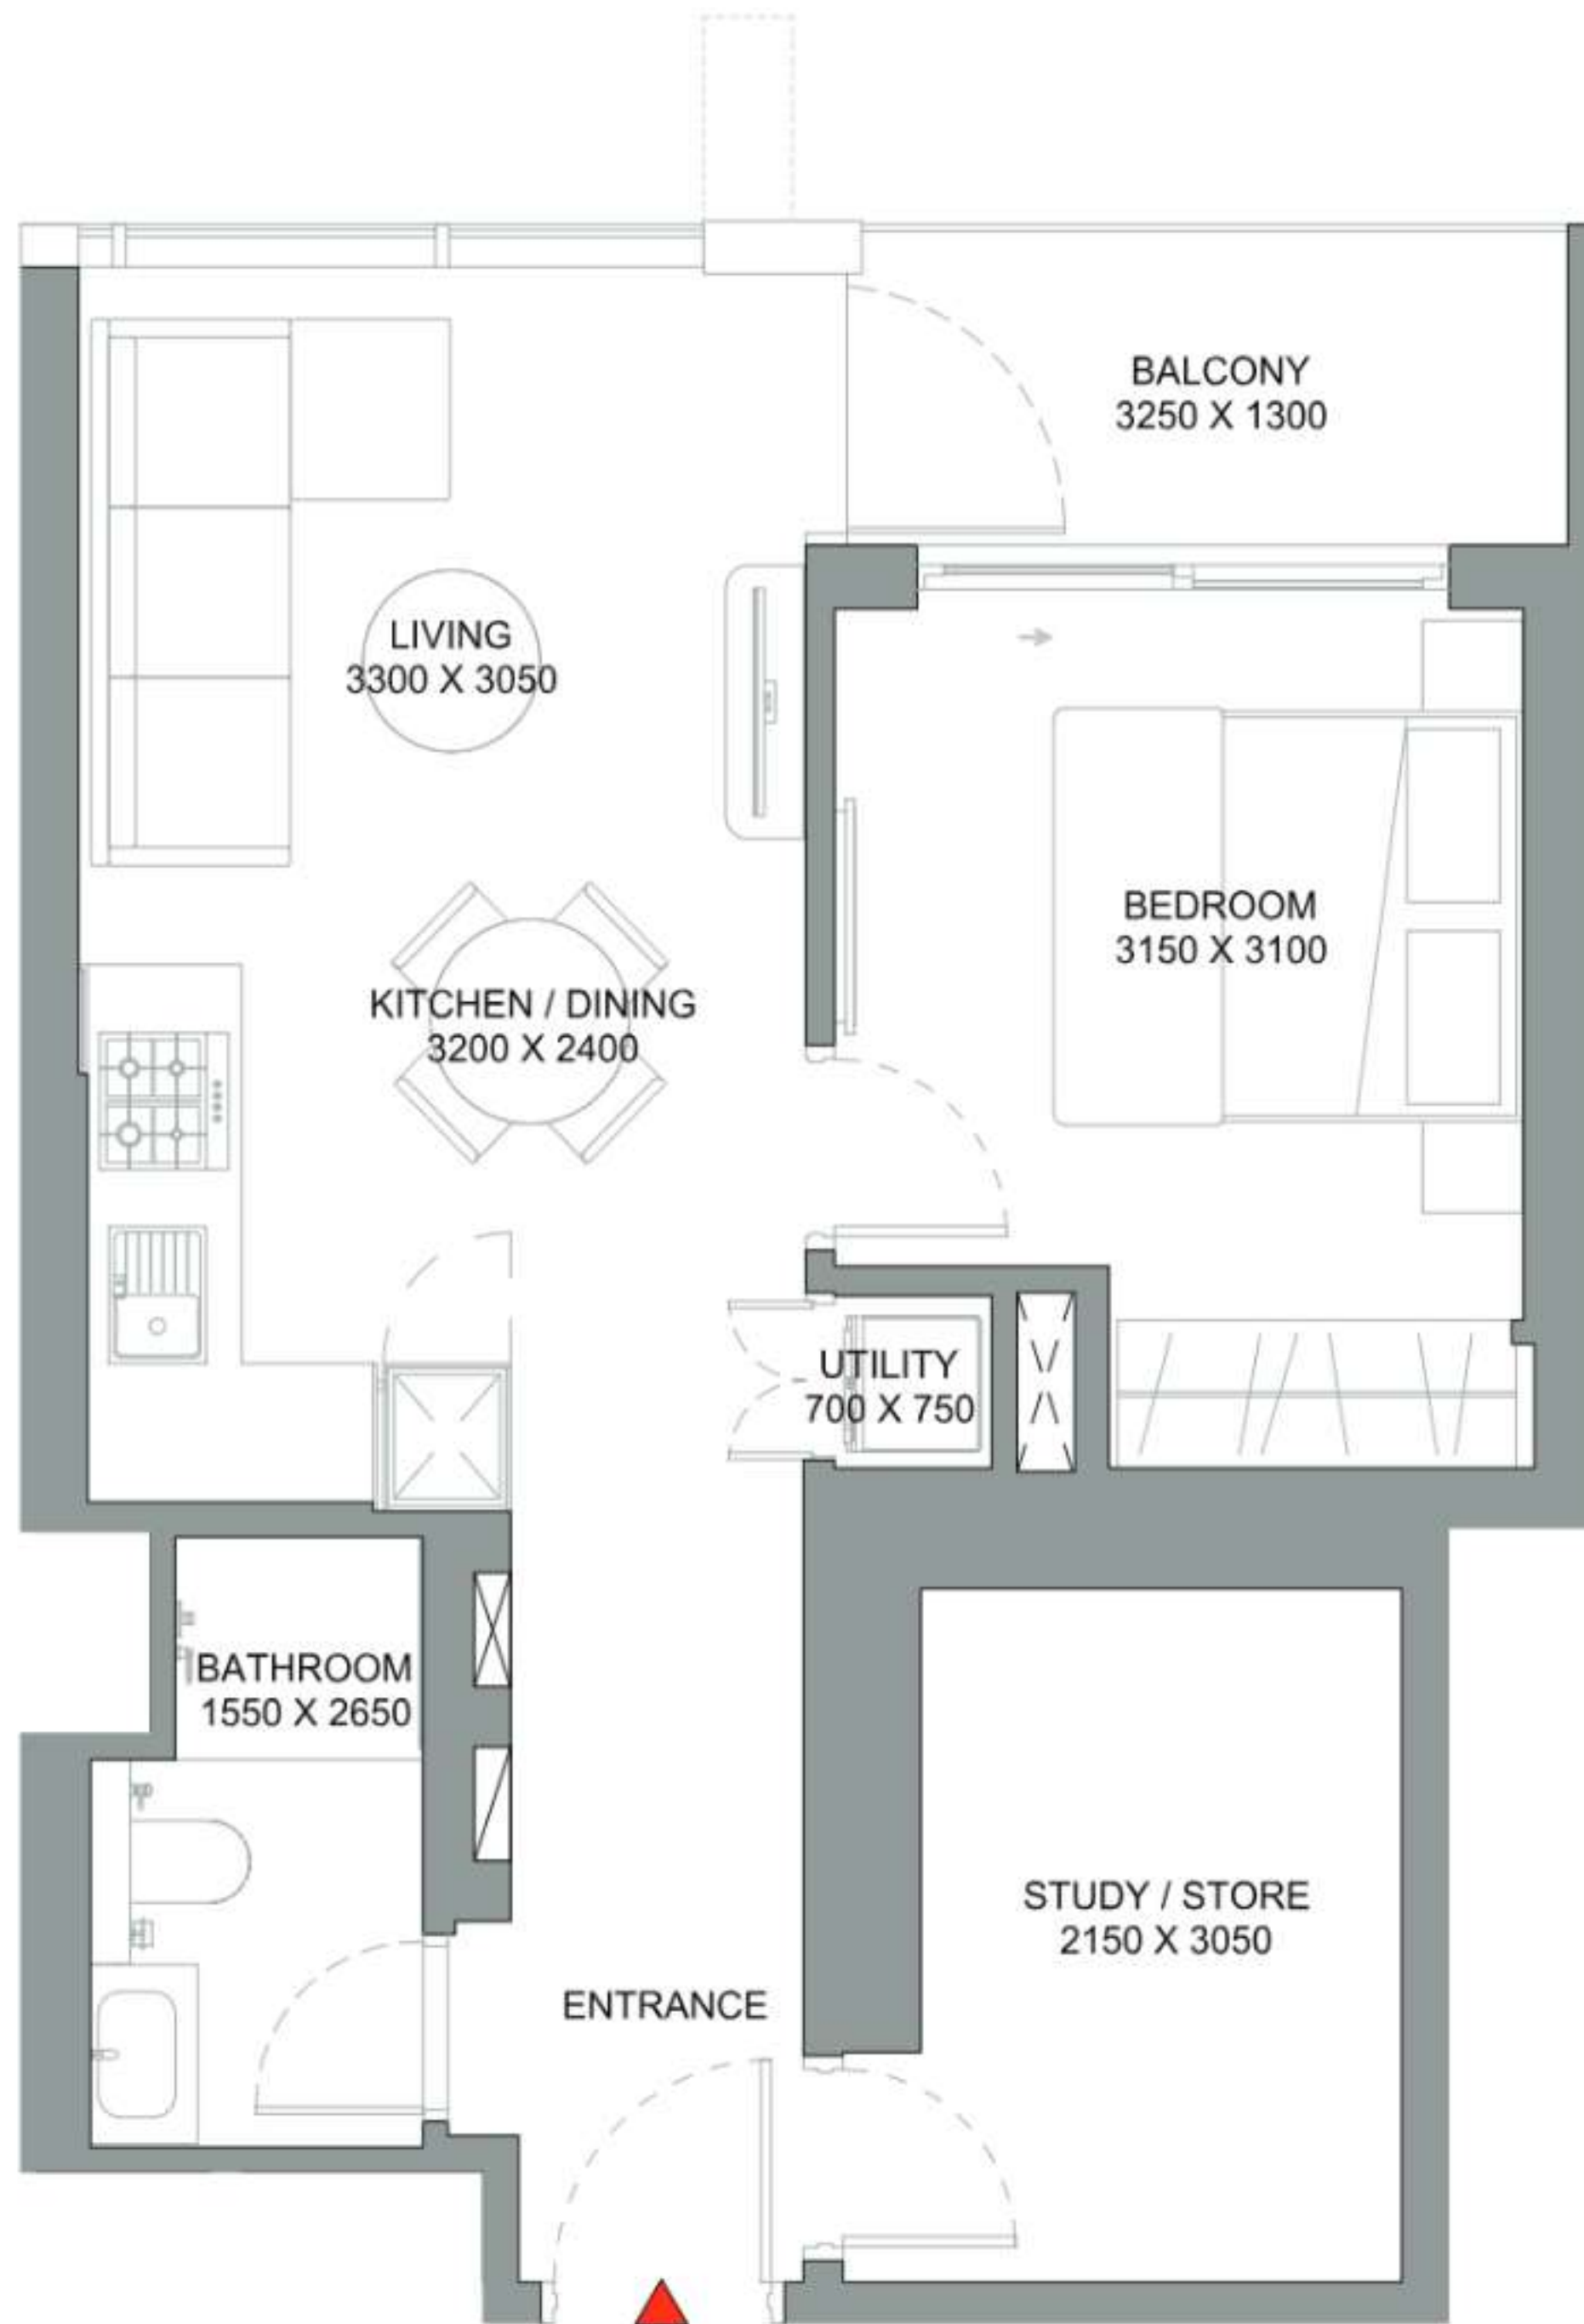 BALCONY
3250 X 1300
LIVING
3300 X 3050
BEDROOM
3150 X 3100
KITCHEN / DINING
3200 X 2400
UTILITY
700 X 750
BATHROOM
1550 X 2650
STUDY / STORE
2150 X 3050
ENTRANCE